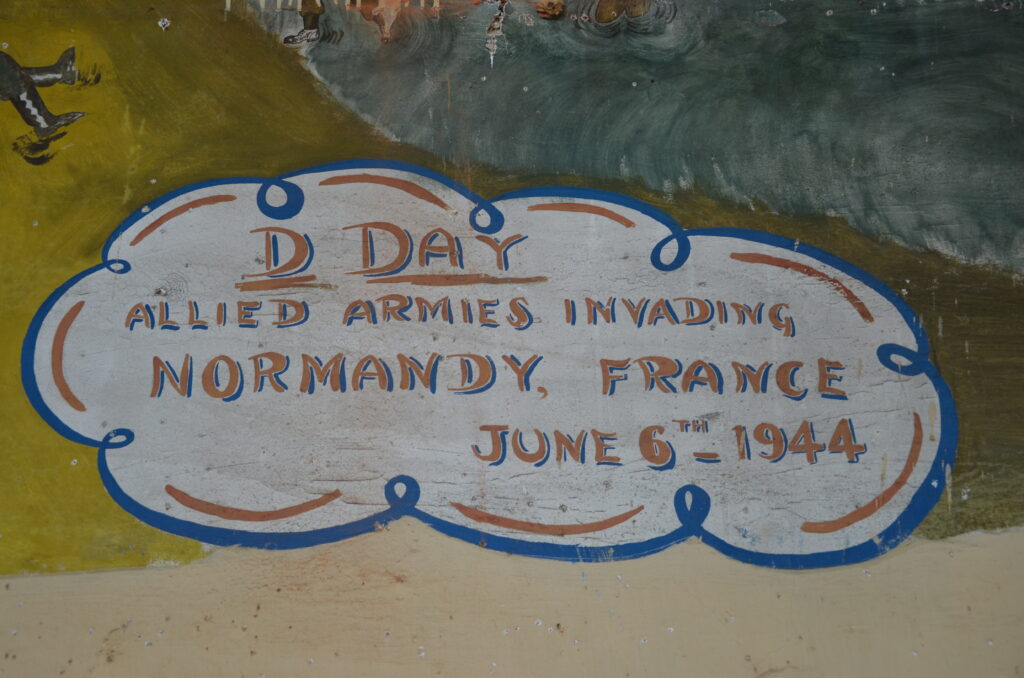 D DAY
ALLIED ARMIES INVADING
NORMANDY, FRANCE
JUNE 6TH - 1944